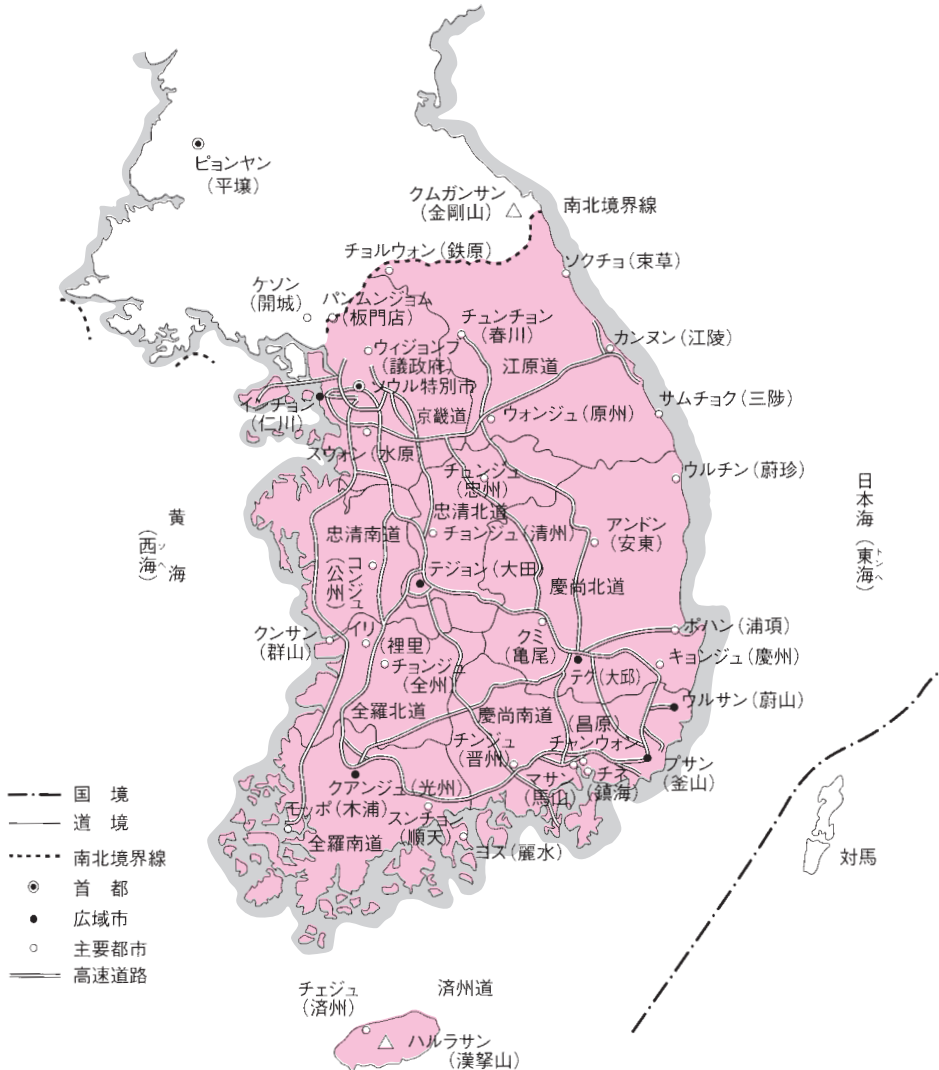 ピョンヤン
(平壌)
クムガンサン
(金剛山)
南北境界線
チョルウォン(鉄原)
ソクチョ(束草)
ケソン
(開城)
パンムンジョム
(板門店)
チュンチョン
(春川)
カンヌン(江陵)
ウィジョンブ
(議政府)
江原道
ソウル特別市
サムチョク(三陟)
インチョン
(仁川)
京畿道
ウォンジュ(原州)
スウォン(水原)
チュンジュ
(忠州)
ウルチン(蔚珍)
日本海(東海)
トンヘ
黄海
(西海)
ソヘ
忠清北道
忠清南道
チョンジュ(清州)
アンドン
(安東)
コンジュ
(公州)
テジョン(大田)
慶尚北道
クンサン
(群山)
イリ
(裡里)
クミ
(亀尾)
ポハン(浦項)
チョンジュ
(全州)
キョンジュ(慶州)
テグ(大邱)
ウルサン(蔚山)
全羅北道
慶尚南道
(昌原)
チャンウォン
チンジュ
(晋州)
プサン
(釜山)
クアンジュ(光州)
マサン
(馬山)
チネ
(鎮海)
モッポ(木浦)
スンチョン
(順天)
全羅南道
ヨス(麗水)
対馬
国 境
道 境
南北境界線
首 都
広域市
主要都市
高速道路
チェジュ
(済州)
済州道
ハルラサン
(漢拏山)